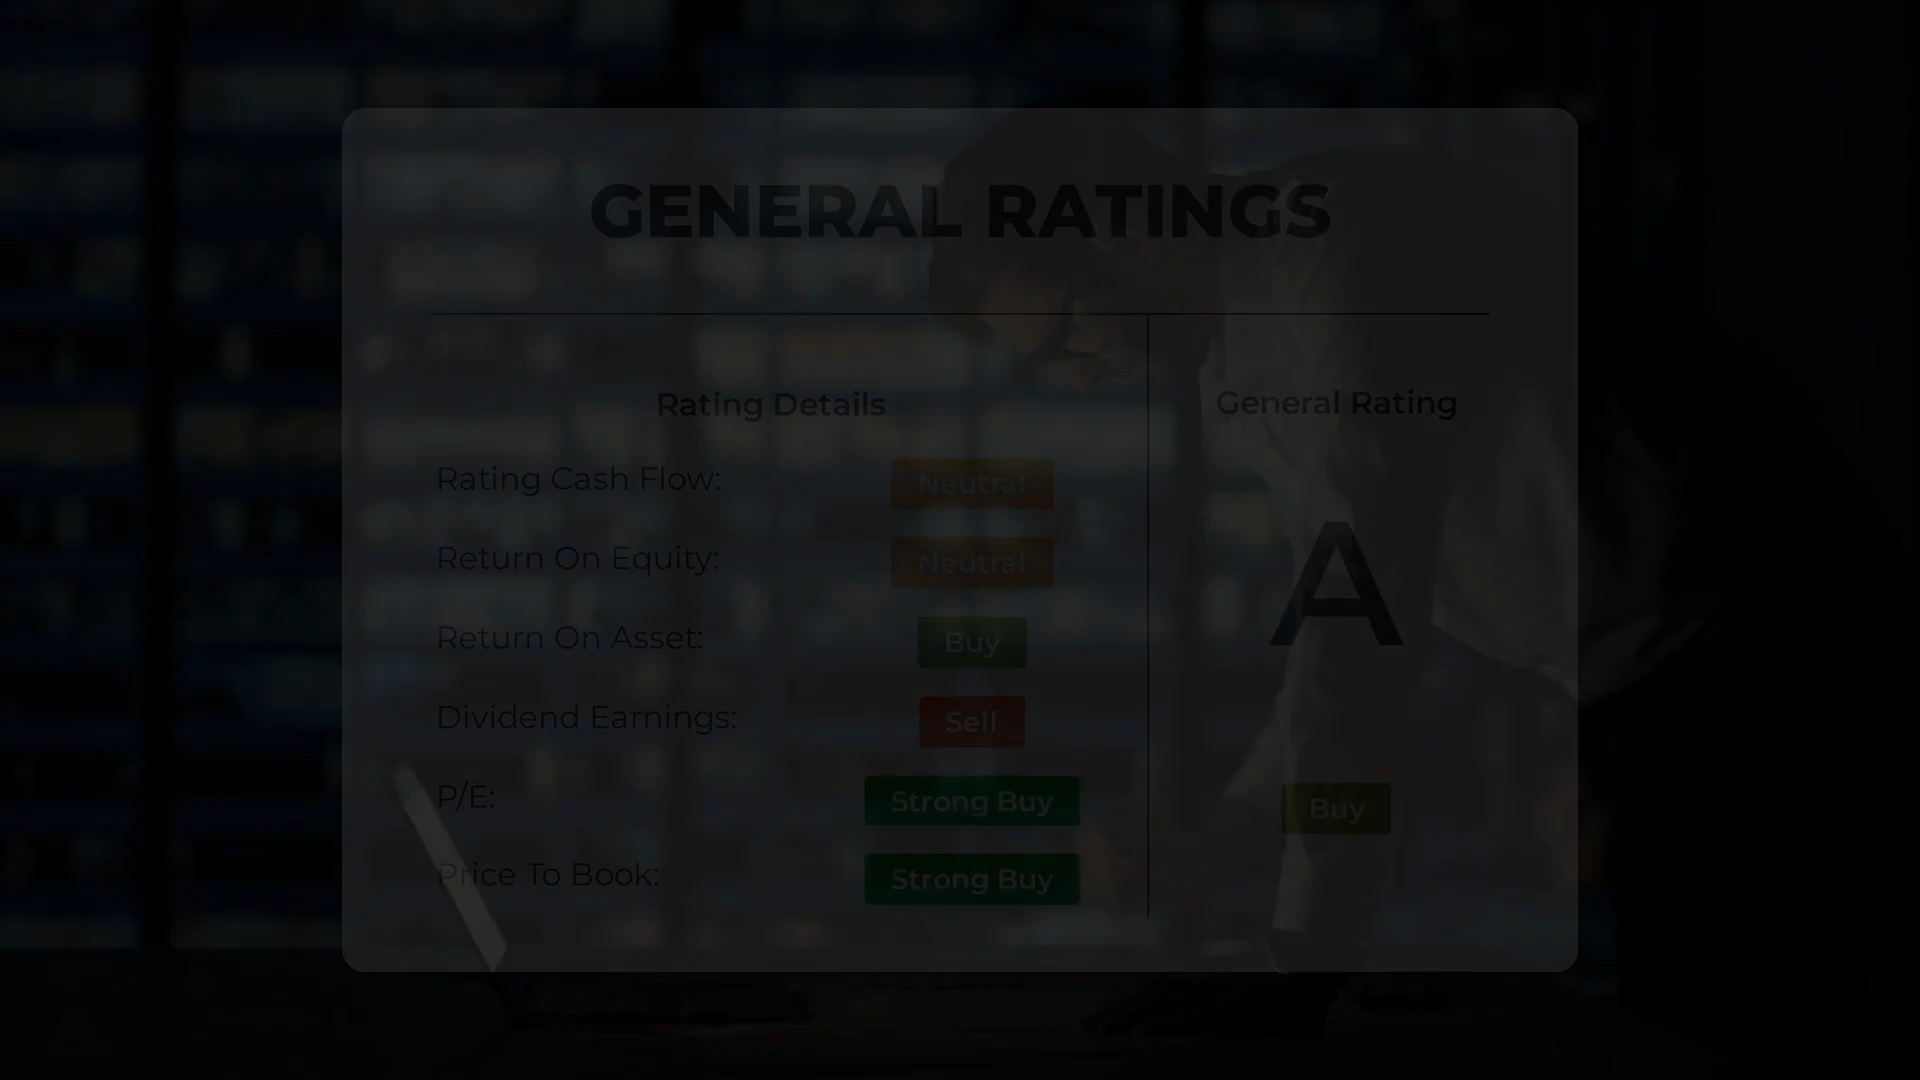 GENERAL RATINGS
Rating Details
General Rating
Rating Cash Flow: Neutral
Return On Equity: Neutral
Return On Asset: Buy
Dividend Earnings: Sell
P/E: Strong Buy
Price To Book: Strong Buy
A
Buy